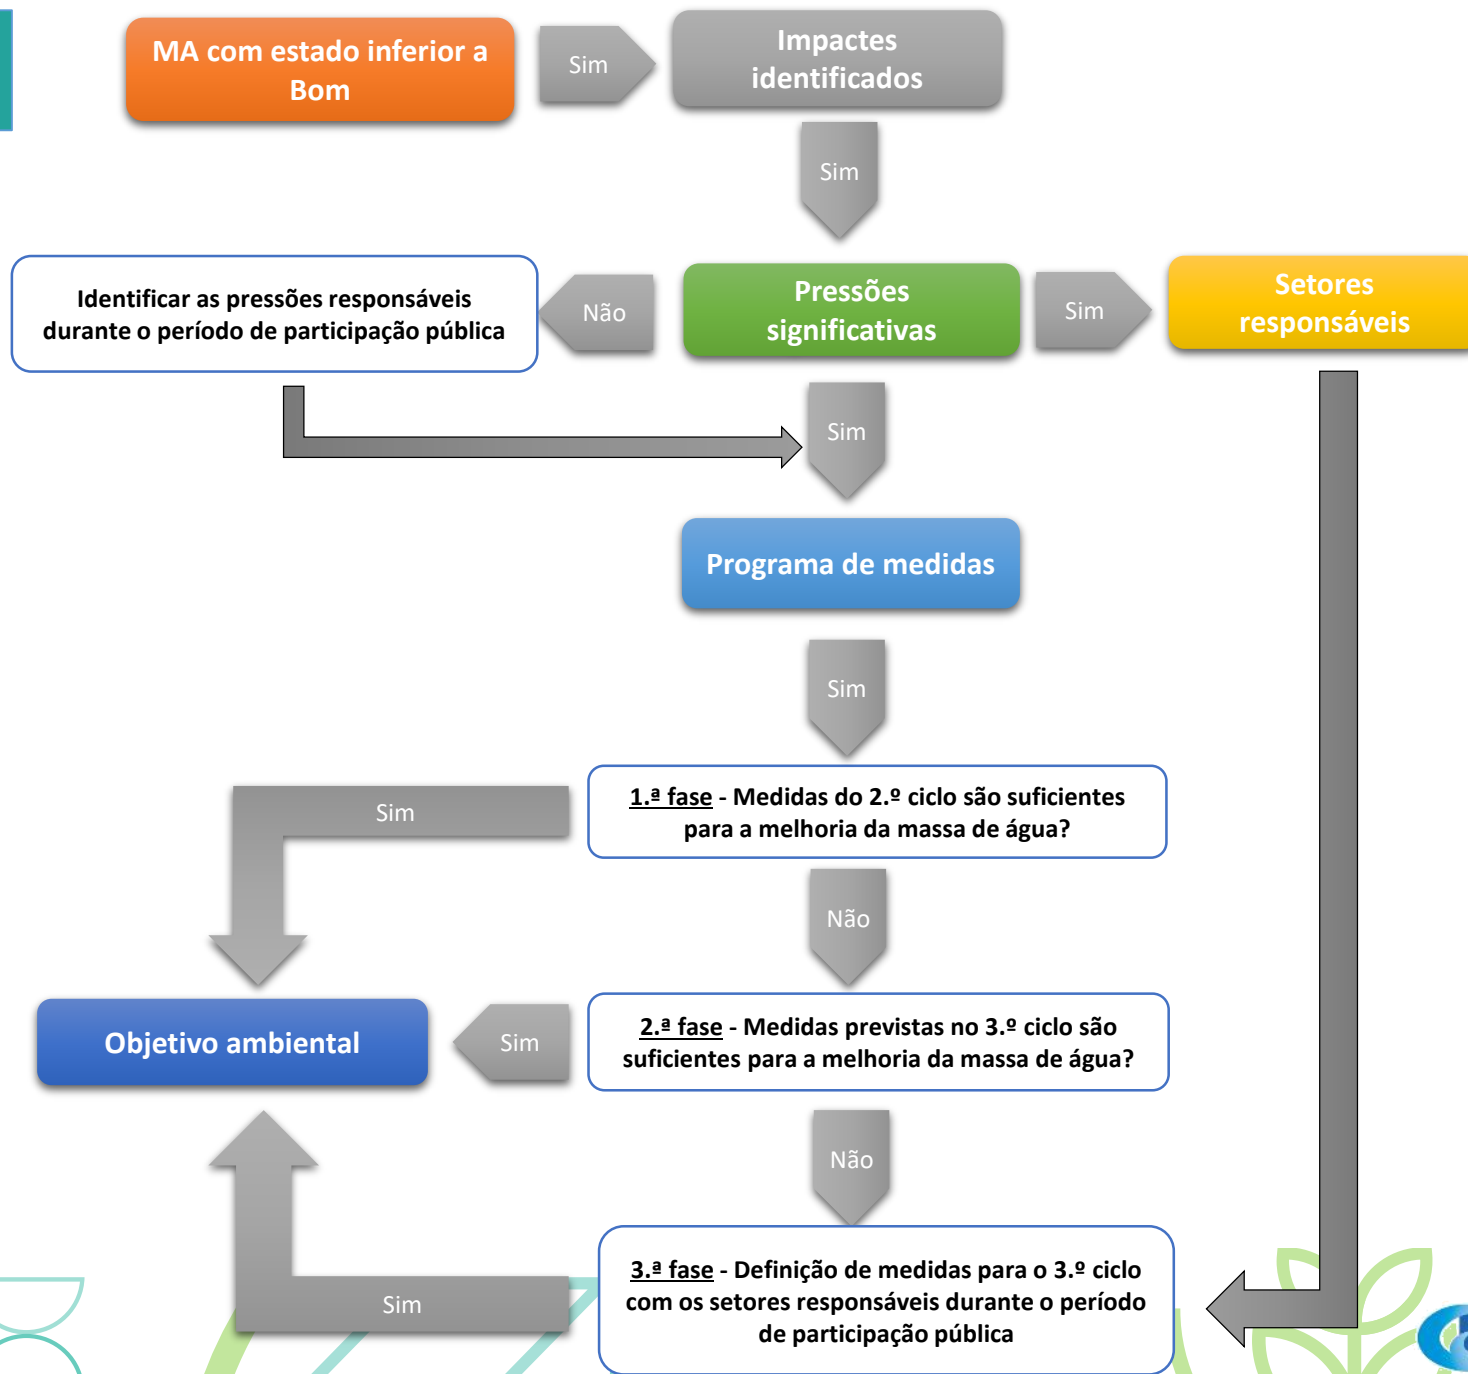 MA com estado inferior a
Bom
Sim
Impactes
identificados
Sim
Identificar as pressões responsáveis
durante o período de participação pública
Não
Pressões
significativas
Sim
Setores
responsáveis
Sim
Programa de medidas
Sim
1.ª fase - Medidas do 2.º ciclo são suficientes
para a melhoria da massa de água?
Sim
Não
Objetivo ambiental
Sim
2.ª fase - Medidas previstas no 3.º ciclo são
suficientes para a melhoria da massa de água?
Não
3.ª fase - Definição de medidas para o 3.º ciclo
com os setores responsáveis durante o período
de participação pública
Sim